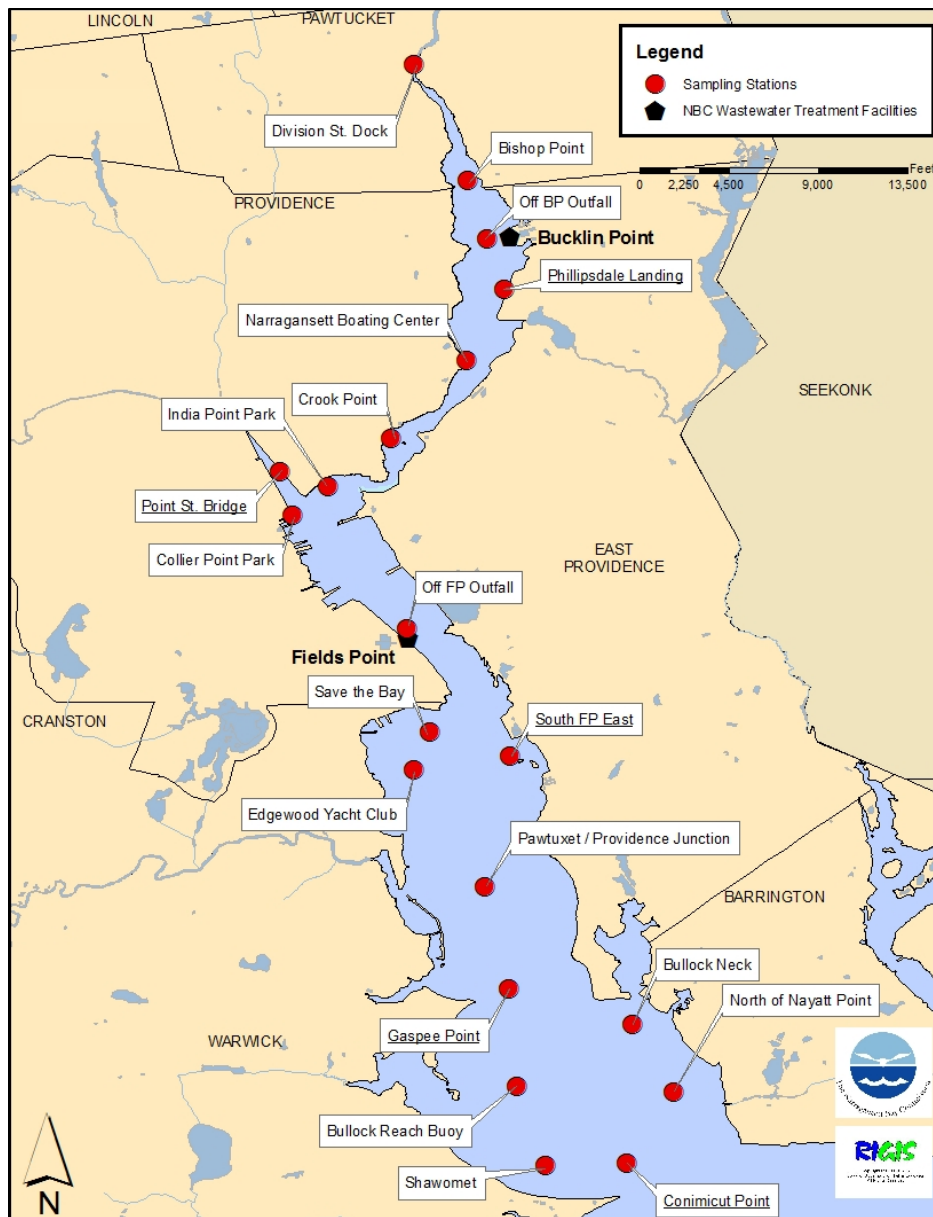 LINCOLN
PAWTUCKET
Legend
Sampling Stations
NBC Wastewater Treatment Facilities
Division St. Dock
Bishop Point
Feet
0 2,250 4,500 9,000 13,500
PROVIDENCE
Off BP Outfall
Bucklin Point
Phillipsdale Landing
Narragansett Boating Center
SEEKONK
Crook Point
India Point Park
Point St. Bridge
Collier Point Park
EAST
PROVIDENCE
Off FP Outfall
Fields Point
Save the Bay
CRANSTON
South FP East
Edgewood Yacht Club
Pawtuxet / Providence Junction
BARRINGTON
Bullock Neck
North of Nayatt Point
Gaspee Point
WARWICK
Bullock Reach Buoy
RIGIS
Shawomet
Conimicut Point
N